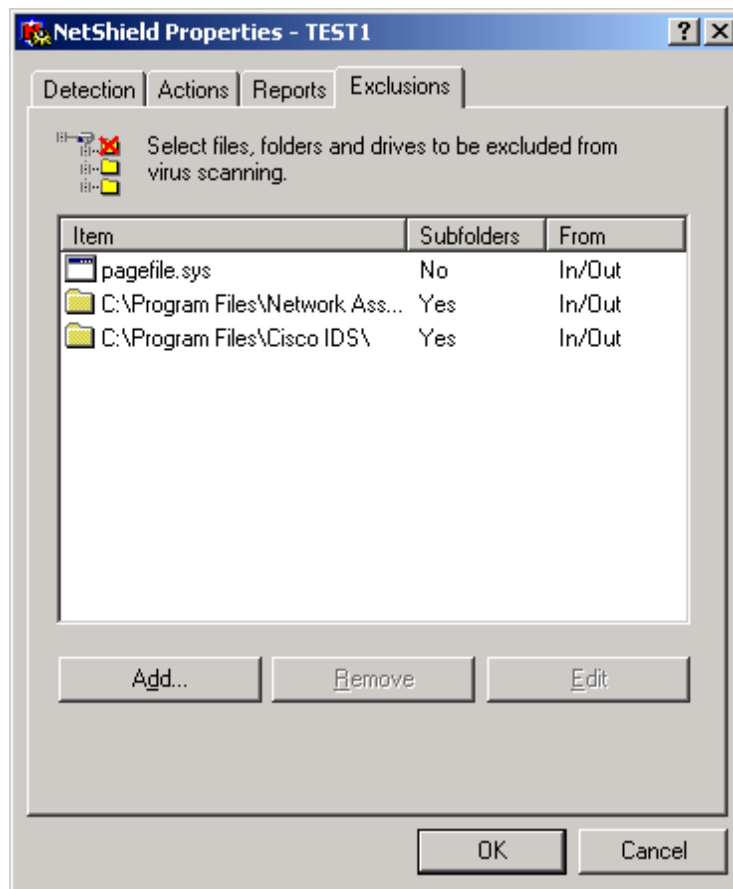 NetShield Properties - TEST1
Detection Actions Reports Exclusions
Select files, folders and drives to be excluded from
virus scanning.
Item Subfolders From
pagefile.sys No In/Out
C:\Program Files\Network Ass... Yes In/Out
C:\Program Files\Cisco IDS\ Yes In/Out
Add... Remove Edit
OK Cancel